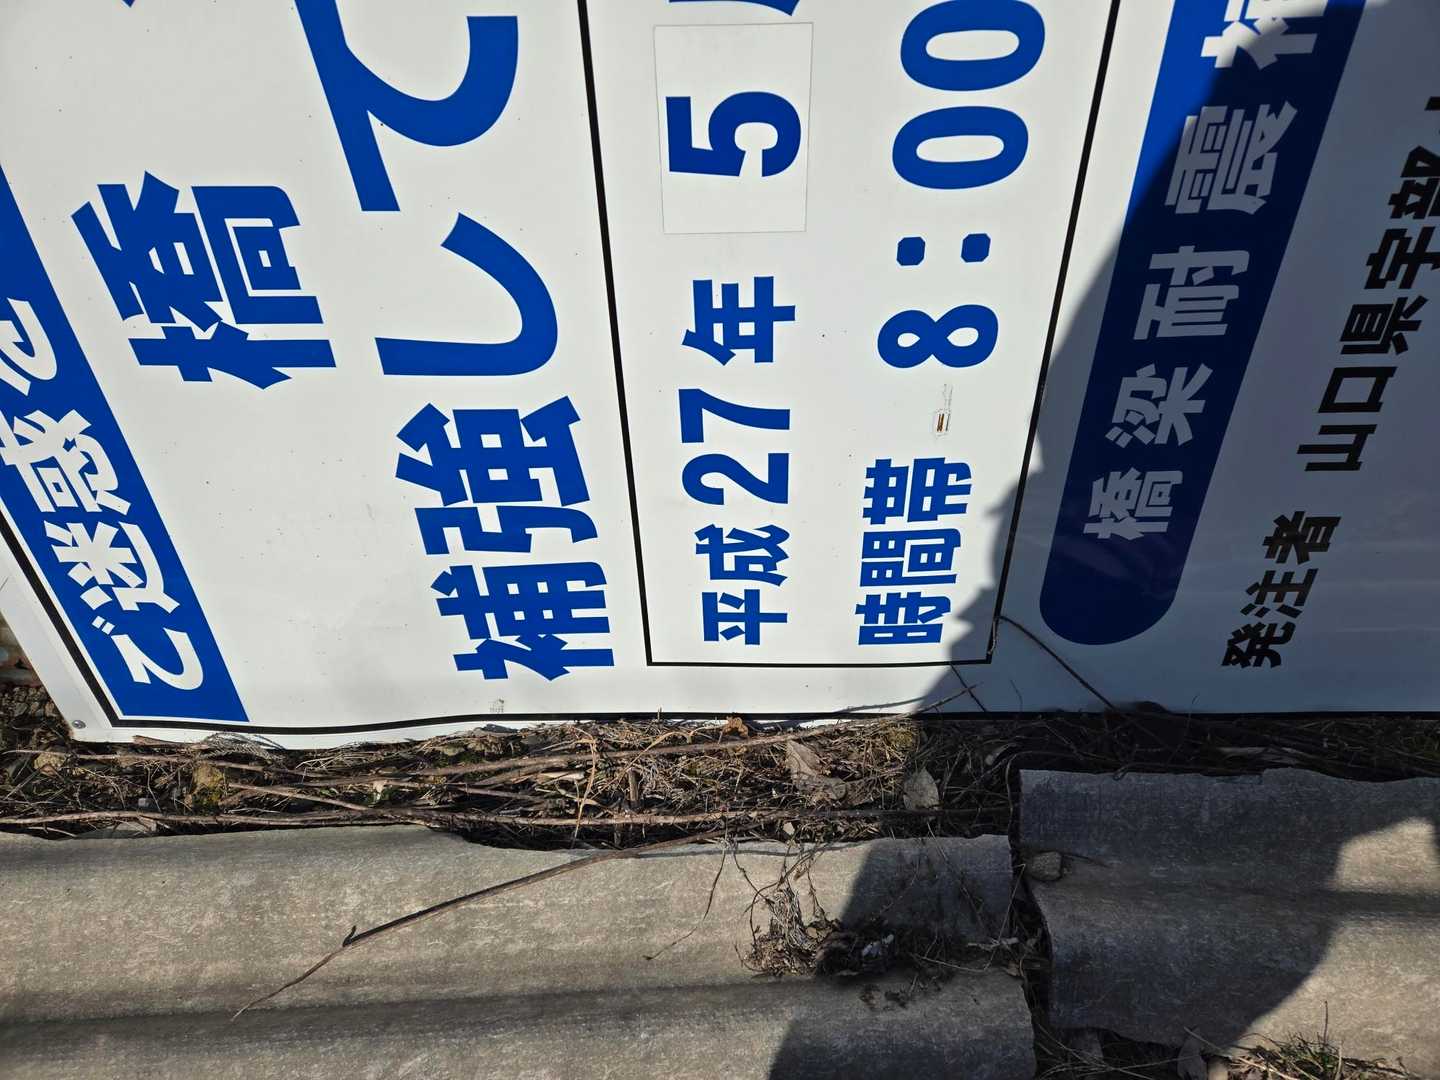 ご迷惑を
橋
補強して
平成27年5
時間帯 8:00
橋梁耐震補
発注者 山口県宇部